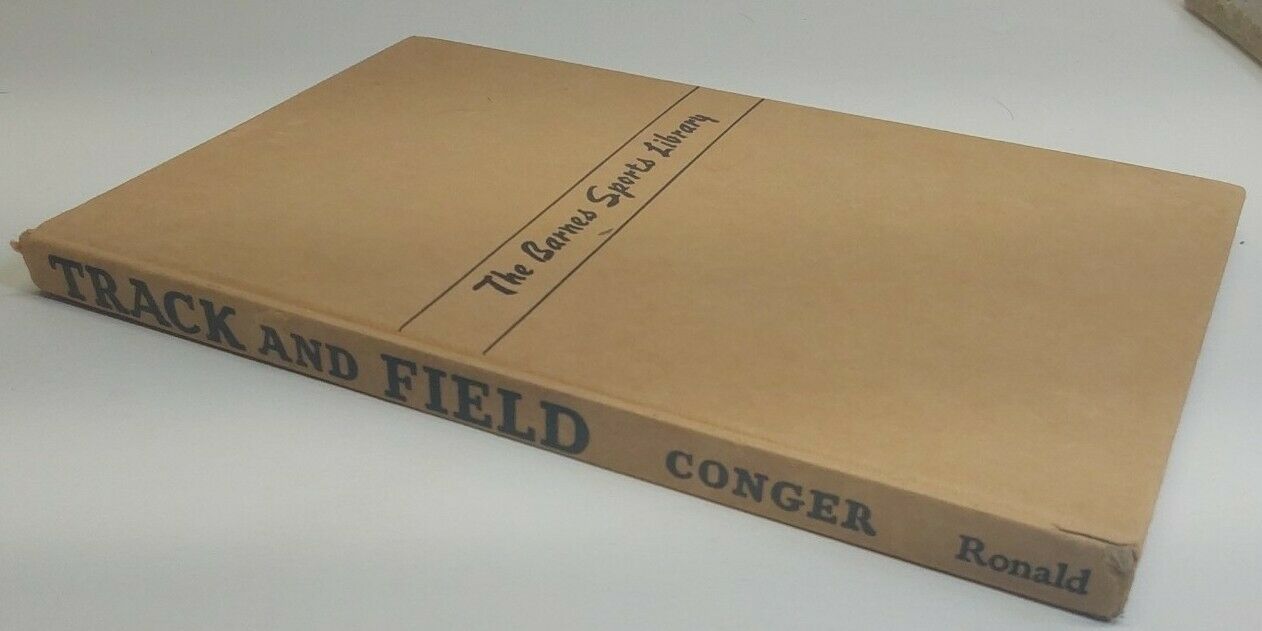 The Barnes Sports Library
TRACK AND FIELD CONGER Ronald